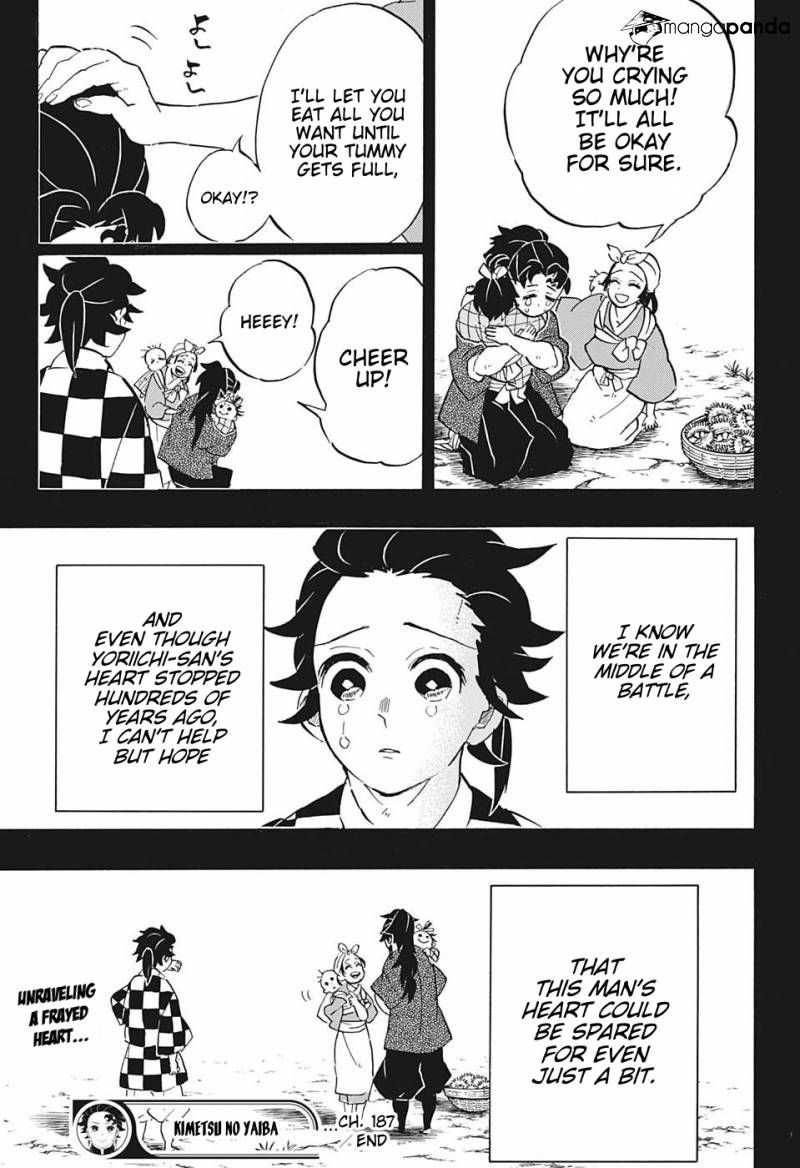 mangapanda
WHY'RE
YOU CRYING
SO MUCH!
IT'LL ALL
BE OKAY
FOR SURE.
I'LL LET YOU
EAT ALL YOU
WANT UNTIL
YOUR TUMMY
GETS FULL,
OKAY!?
よし
よし
CHEER
UP!
HEEEY!
I KNOW
WE'RE IN THE
MIDDLE OF A
BATTLE,
AND
EVEN THOUGH
YORIICHI-SAN'S
HEART STOPPED
HUNDREDS OF
YEARS AGO,
I CAN'T HELP
BUT HOPE
THAT
THIS MAN'S
HEART COULD
BE SPARED
FOR EVEN
JUST A BIT.
UNRAVELING
A FRAYED
HEART...
KIMETSU NO YAIBA
...CH. 187
END